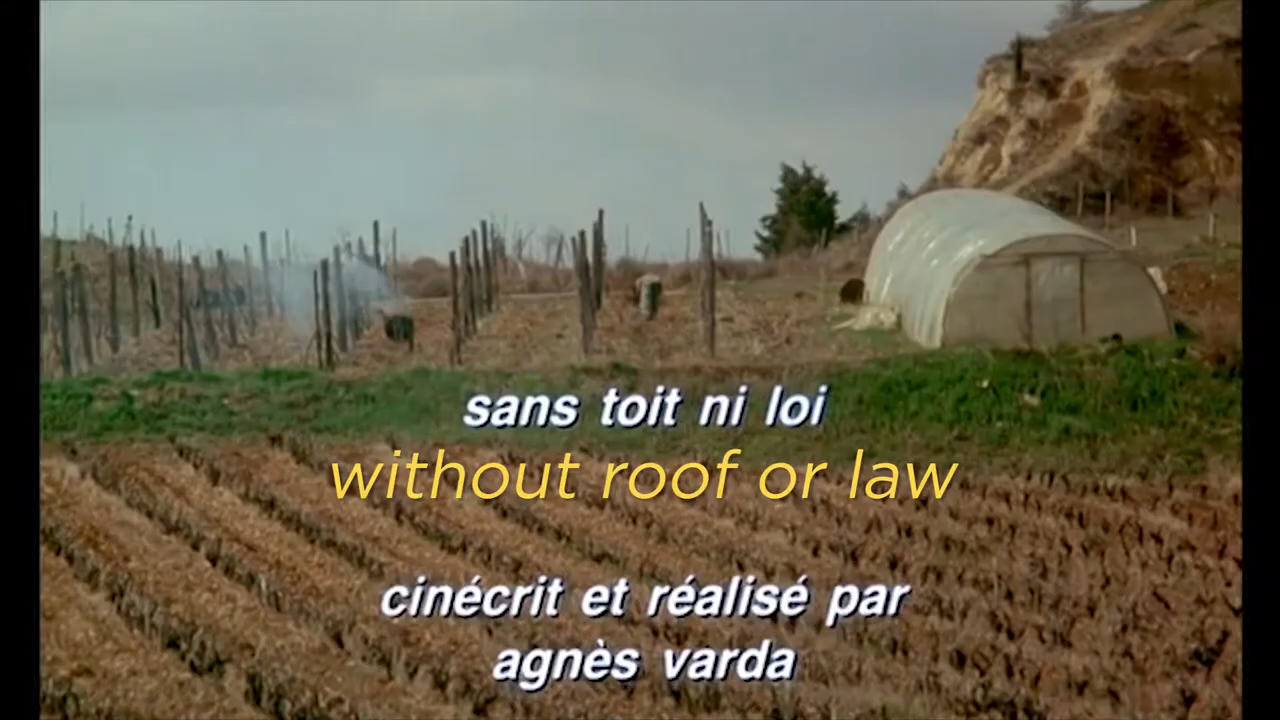 sans toit ni loi
without roof or law
cinécrit et réalisé par
agnès varda